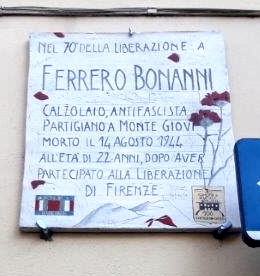 NEL 70° DELLA LIBERAZIONE A
FERRERO BONANNI
CALZOLAIO, ANTIFASCISTA
PARTIGIANO A MONTE GIOVI
MORTO IL 14 AGOSTO 1944
ALL'ETÀ DI 22 ANNI, DOPO AVER
PARTECIPATO ALLA LIBERAZIONE
DI FIRENZE